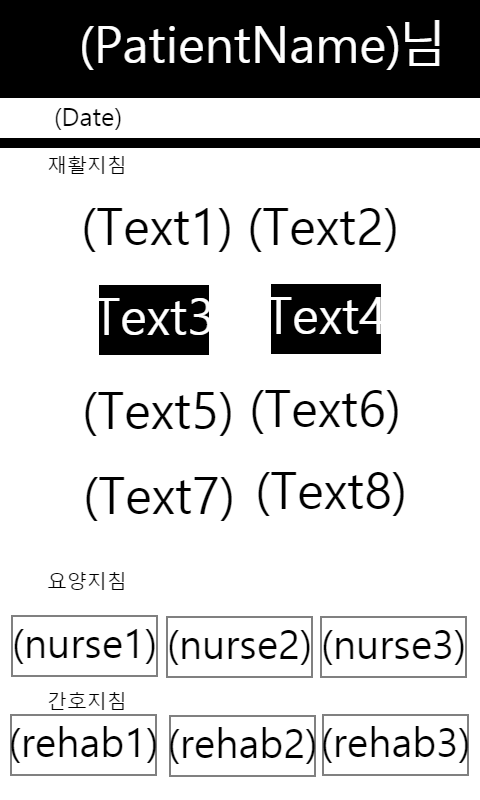 (PatientName)님
(Date)
재활지침
(Text1) (Text2)
Text3 Text4
(Text5) (Text6)
(Text7) (Text8)
요양지침
(nurse1) (nurse2) (nurse3)
간호지침
(rehab1) (rehab2) (rehab3)